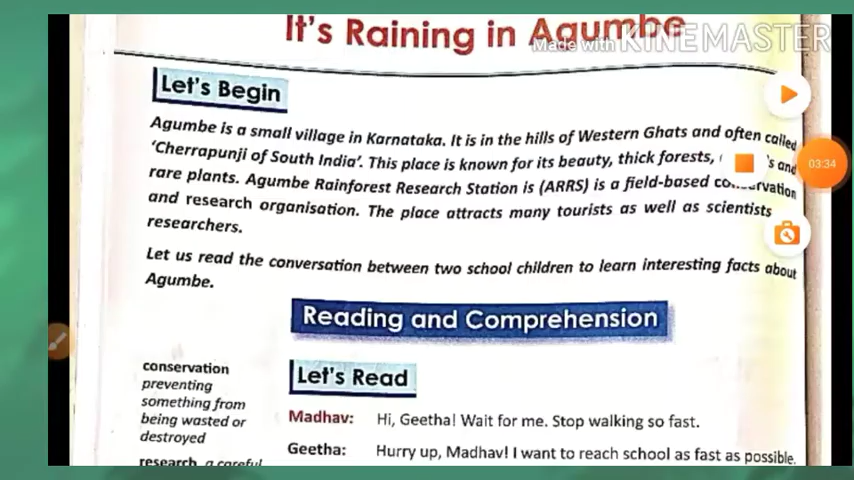 It's Raining in Agumbe
Made with KINEMASTER
Let's Begin
Agumbe is a small village in Karnataka. It is in the hills of Western Ghats and often called
'Cherrapunji of South India'. This place is known for its beauty, thick forests, and
rare plants. Agumbe Rainforest Research Station is (ARRS) is a field-based
and research organisation. The place attracts many tourists as well as scientists
researchers.
Let us read the conversation between two school children to learn interesting facts about
Agumbe.
Reading and Comprehension
conservation
preventing
something from
being wasted or
destroyed
research a careful
Let's Read
Madhav: Hi, Geetha! Wait for me. Stop walking so fast.
Geetha: Hurry up, Madhav! I want to reach school as fast as possible.
03:34